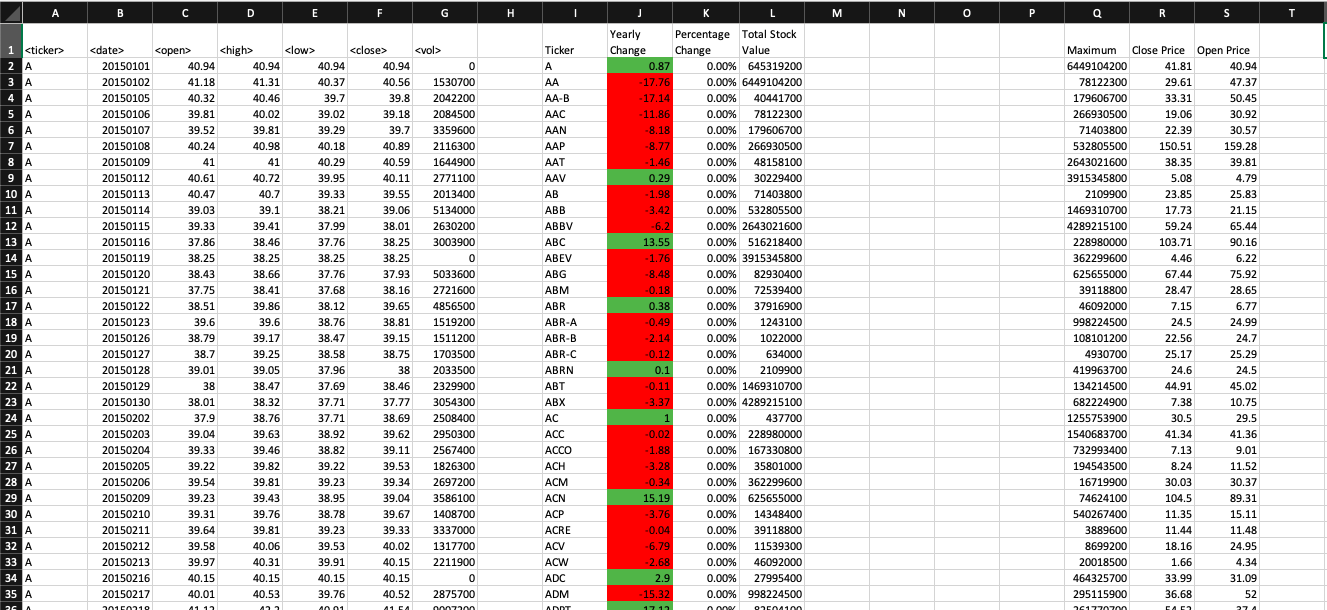 A B C D E F G H I J K L M N O P Q R S T
Yearly Percentage Total Stock
1 <ticker> <date> <open> <high> <low> <close> <vol> Ticker Change Change Value Maximum Close Price Open Price
2 A 20150101 40.94 40.94 40.94 40.94 0 A 0.87 0.00% 645319200 6449104200 41.81 40.94
3 A 20150102 41.18 41.31 40.37 40.56 1530700 AA -17.76 0.00% 6449104200 78122300 29.61 47.37
4 A 20150105 40.32 40.46 39.7 39.8 2042200 AA-B -17.14 0.00% 40441700 179606700 33.31 50.45
5 A 20150106 39.81 40.02 39.02 39.18 2084500 AAC -11.86 0.00% 78122300 266930500 19.06 30.92
6 A 20150107 39.52 39.81 39.29 39.7 3359600 AAN -8.18 0.00% 179606700 71403800 22.39 30.57
7 A 20150108 40.24 40.98 40.18 40.89 2116300 AAP -8.77 0.00% 266930500 532805500 150.51 159.28
8 A 20150109 41 41 40.29 40.59 1644900 AAT -1.46 0.00% 48158100 2643021600 38.35 39.81
9 A 20150112 40.61 40.72 39.95 40.11 2771100 AAV 0.29 0.00% 30229400 3915345800 5.08 4.79
10 A 20150113 40.47 40.7 39.33 39.55 2013400 AB -1.98 0.00% 71403800 2109900 23.85 25.83
11 A 20150114 39.03 39.1 38.21 39.06 5134000 ABB -3.42 0.00% 532805500 1469310700 17.73 21.15
12 A 20150115 39.33 39.41 37.99 38.01 2630200 ABBV -6.2 0.00% 2643021600 4289215100 59.24 65.44
13 A 20150116 37.86 38.46 37.76 38.25 3003900 ABC 13.55 0.00% 516218400 228980000 103.71 90.16
14 A 20150119 38.25 38.25 38.25 38.25 0 ABEV -1.76 0.00% 3915345800 362299600 4.46 6.22
15 A 20150120 38.43 38.66 37.76 37.93 5033600 ABG -8.48 0.00% 82930400 625655000 67.44 75.92
16 A 20150121 37.75 38.41 37.68 38.16 2721600 ABM -0.18 0.00% 72539400 39118800 28.47 28.65
17 A 20150122 38.51 39.86 38.12 39.65 4856500 ABR 0.38 0.00% 37916900 46092000 7.15 6.77
18 A 20150123 39.6 39.6 38.76 38.81 1519200 ABR-A -0.49 0.00% 1243100 998224500 24.5 24.99
19 A 20150126 38.79 39.17 38.47 39.15 1511200 ABR-B -2.14 0.00% 1022000 108101200 22.56 24.7
20 A 20150127 38.7 39.25 38.58 38.75 1703500 ABR-C -0.12 0.00% 634000 4930700 25.17 25.29
21 A 20150128 39.01 39.05 37.96 38 2033500 ABRN 0.1 0.00% 2109900 419963700 24.6 24.5
22 A 20150129 38 38.47 37.69 38.46 2329900 ABT -0.11 0.00% 1469310700 134214500 44.91 45.02
23 A 20150130 38.01 38.32 37.71 37.77 3054300 ABX -3.37 0.00% 4289215100 682224900 7.38 10.75
24 A 20150202 37.9 38.76 37.71 38.69 2508400 AC 1 0.00% 437700 1255753900 30.5 29.5
25 A 20150203 39.04 39.63 38.92 39.62 2950300 ACC -0.02 0.00% 228980000 1540683700 41.34 41.36
26 A 20150204 39.33 39.46 38.82 39.11 2567400 ACCO -1.88 0.00% 167330800 732993400 7.13 9.01
27 A 20150205 39.22 39.82 39.22 39.53 1826300 ACH -3.28 0.00% 35801000 194543500 8.24 11.52
28 A 20150206 39.54 39.81 39.23 39.34 2697200 ACM -0.34 0.00% 362299600 16719900 30.03 30.37
29 A 20150209 39.23 39.43 38.95 39.04 3586100 ACN 15.19 0.00% 625655000 74624100 104.5 89.31
30 A 20150210 39.31 39.76 38.78 39.67 1408700 ACP -3.76 0.00% 14348400 540267400 11.35 15.11
31 A 20150211 39.64 39.81 39.23 39.33 3337000 ACRE -0.04 0.00% 39118800 3889600 11.44 11.48
32 A 20150212 39.58 40.06 39.53 40.02 1317700 ACV -6.79 0.00% 11539300 8699200 18.16 24.95
33 A 20150213 39.97 40.31 39.91 40.15 2211900 ACW -2.68 0.00% 46092000 20018500 1.66 4.34
34 A 20150216 40.15 40.15 40.15 40.15 0 ADC 2.9 0.00% 27995400 464325700 33.99 31.09
35 A 20150217 40.01 40.53 39.76 40.52 2875700 ADM -15.32 0.00% 998224500 295115900 36.68 52